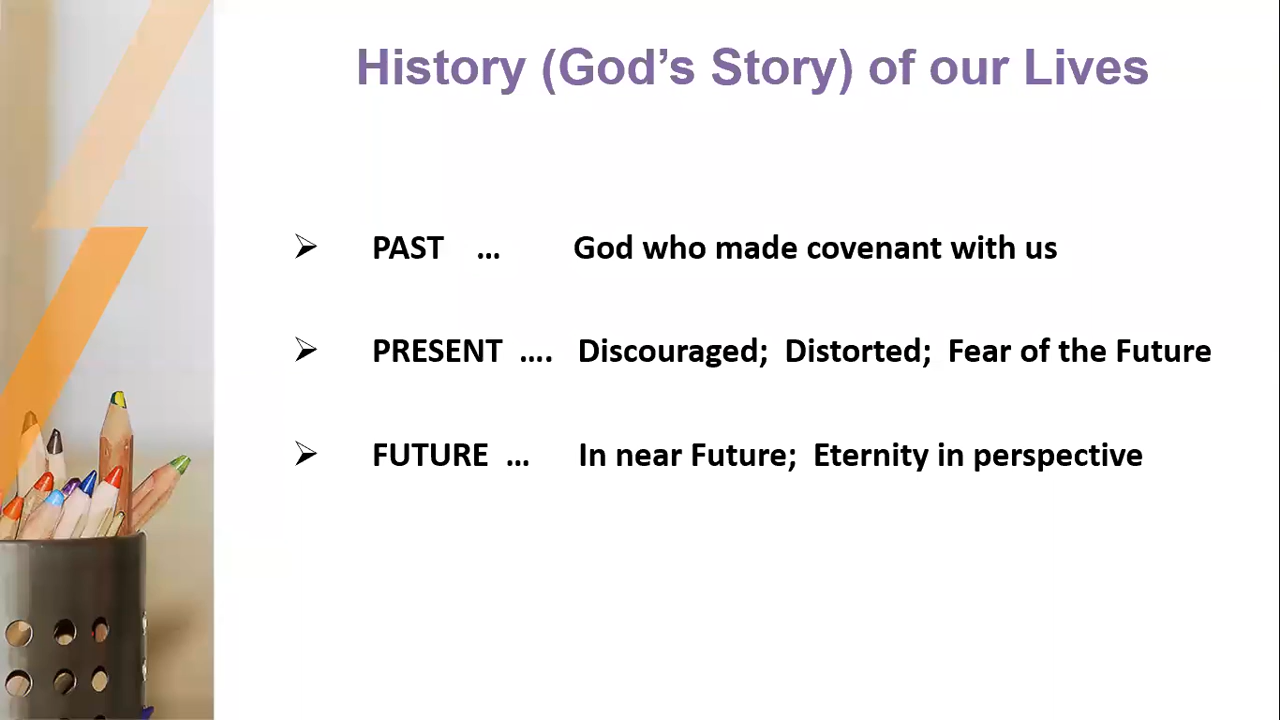 History (God’s Story) of our Lives
➢ PAST ... God who made covenant with us
➢ PRESENT .... Discouraged; Distorted; Fear of the Future
➢ FUTURE ... In near Future; Eternity in perspective